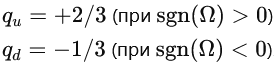 q_u = +2/3 (при sgn(Ω) > 0)
q_d = −1/3 (при sgn(Ω) < 0)